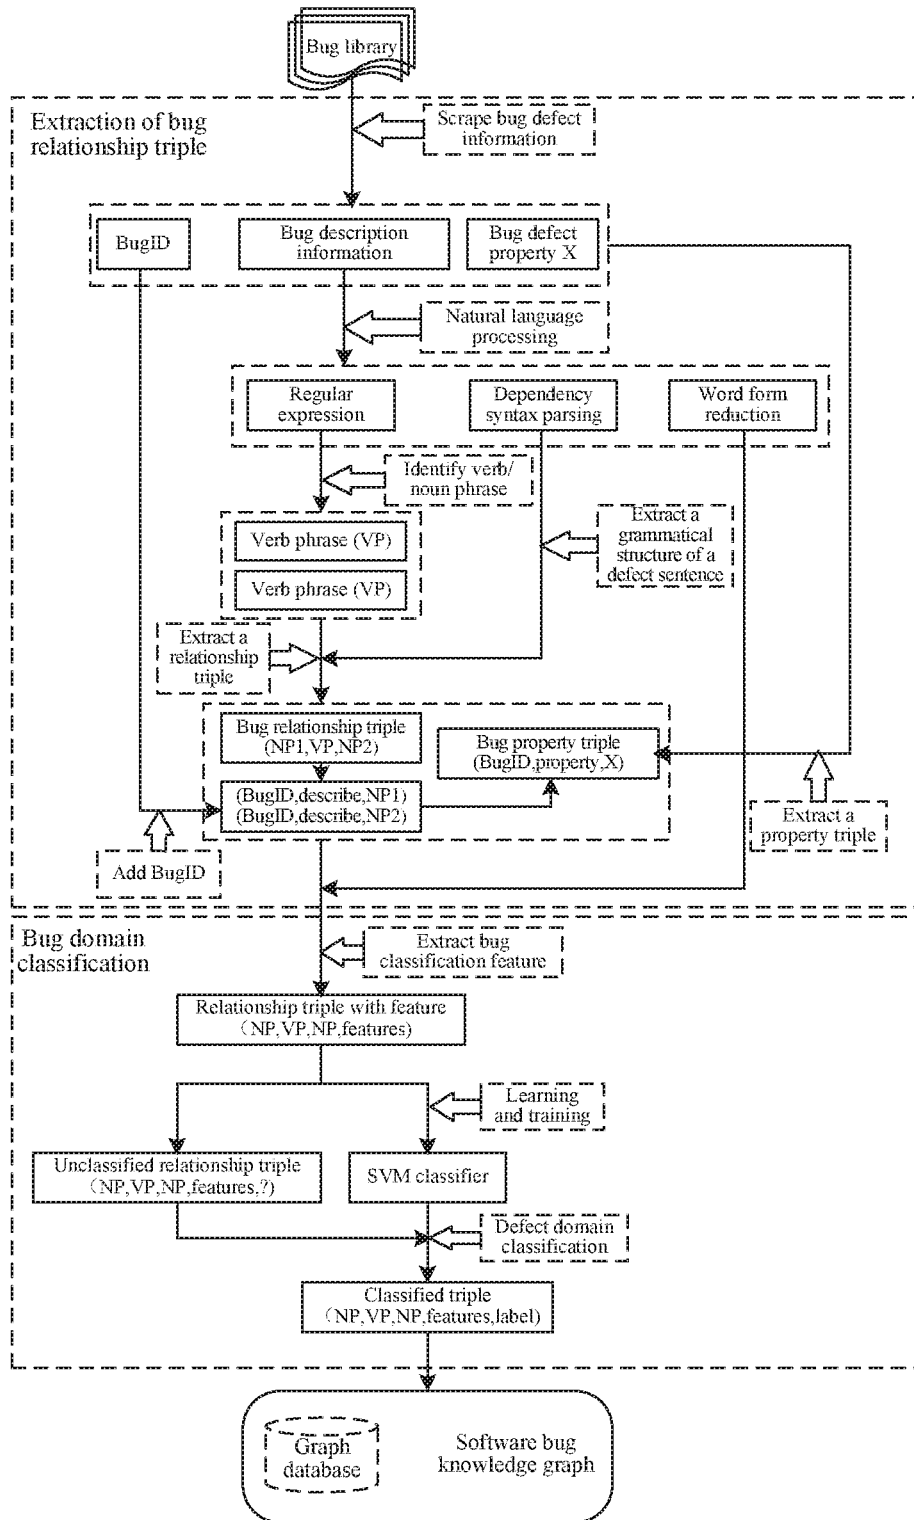 Bug library
Extraction of bug
relationship triple
Scrape bug defect
information
BugID
Bug description
information
Bug defect
property X
Natural language
processing
Regular
expression
Dependency
syntax parsing
Word form
reduction
Identify verb/
noun phrase
Verb phrase (VP)
Verb phrase (VP)
Extract a
grammatical
structure of a
defect sentence
Extract a
relationship
triple
Bug relationship triple
(NP1,VP,NP2)
Bug property triple
(BugID,property,X)
(BugID,describe,NP1)
(BugID,describe,NP2)
Extract a
property triple
Add BugID
Bug domain
classification
Extract bug
classification feature
Relationship triple with feature
（NP,VP,NP,features)
Learning
and training
Unclassified relationship triple
（NP,VP,NP,features,?)
SVM classifier
Defect domain
classification
Classified triple
（NP,VP,NP,features,label)
Graph
database
Software bug
knowledge graph